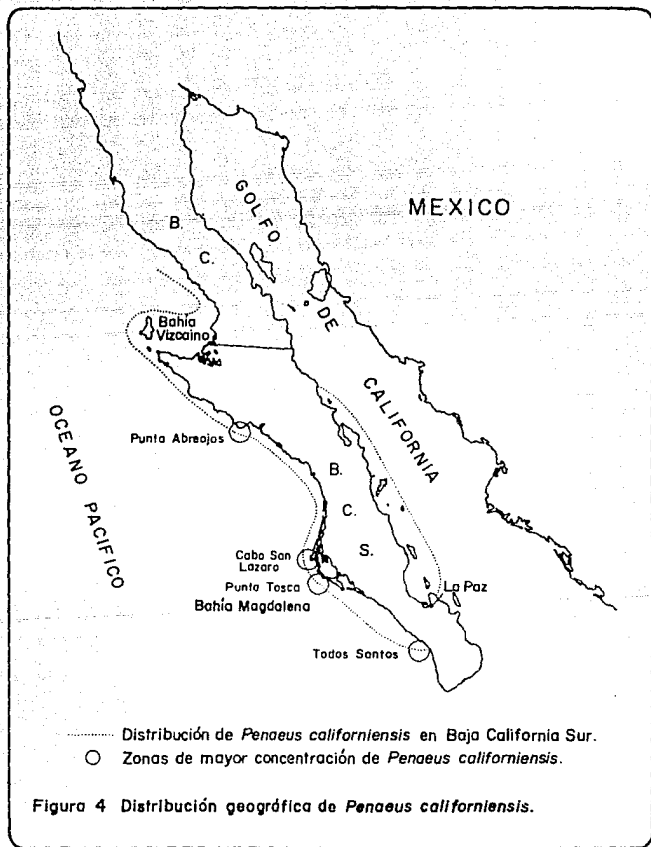 GOLFO
DE
CALIFORNIA
MEXICO
B.
C.
Bahía
Vizcaino
OCEANO PACIFICO
Punta Abreojos
B.
C.
S.
Cabo San
Lazaro
Punta Tosca
Bahía Magdalena
La Paz
Todos Santos
Distribución de Penaeus californiensis en Baja California Sur.
Zonas de mayor concentración de Penaeus californiensis.
Figura 4 Distribución geográfica de Penaeus californiensis.